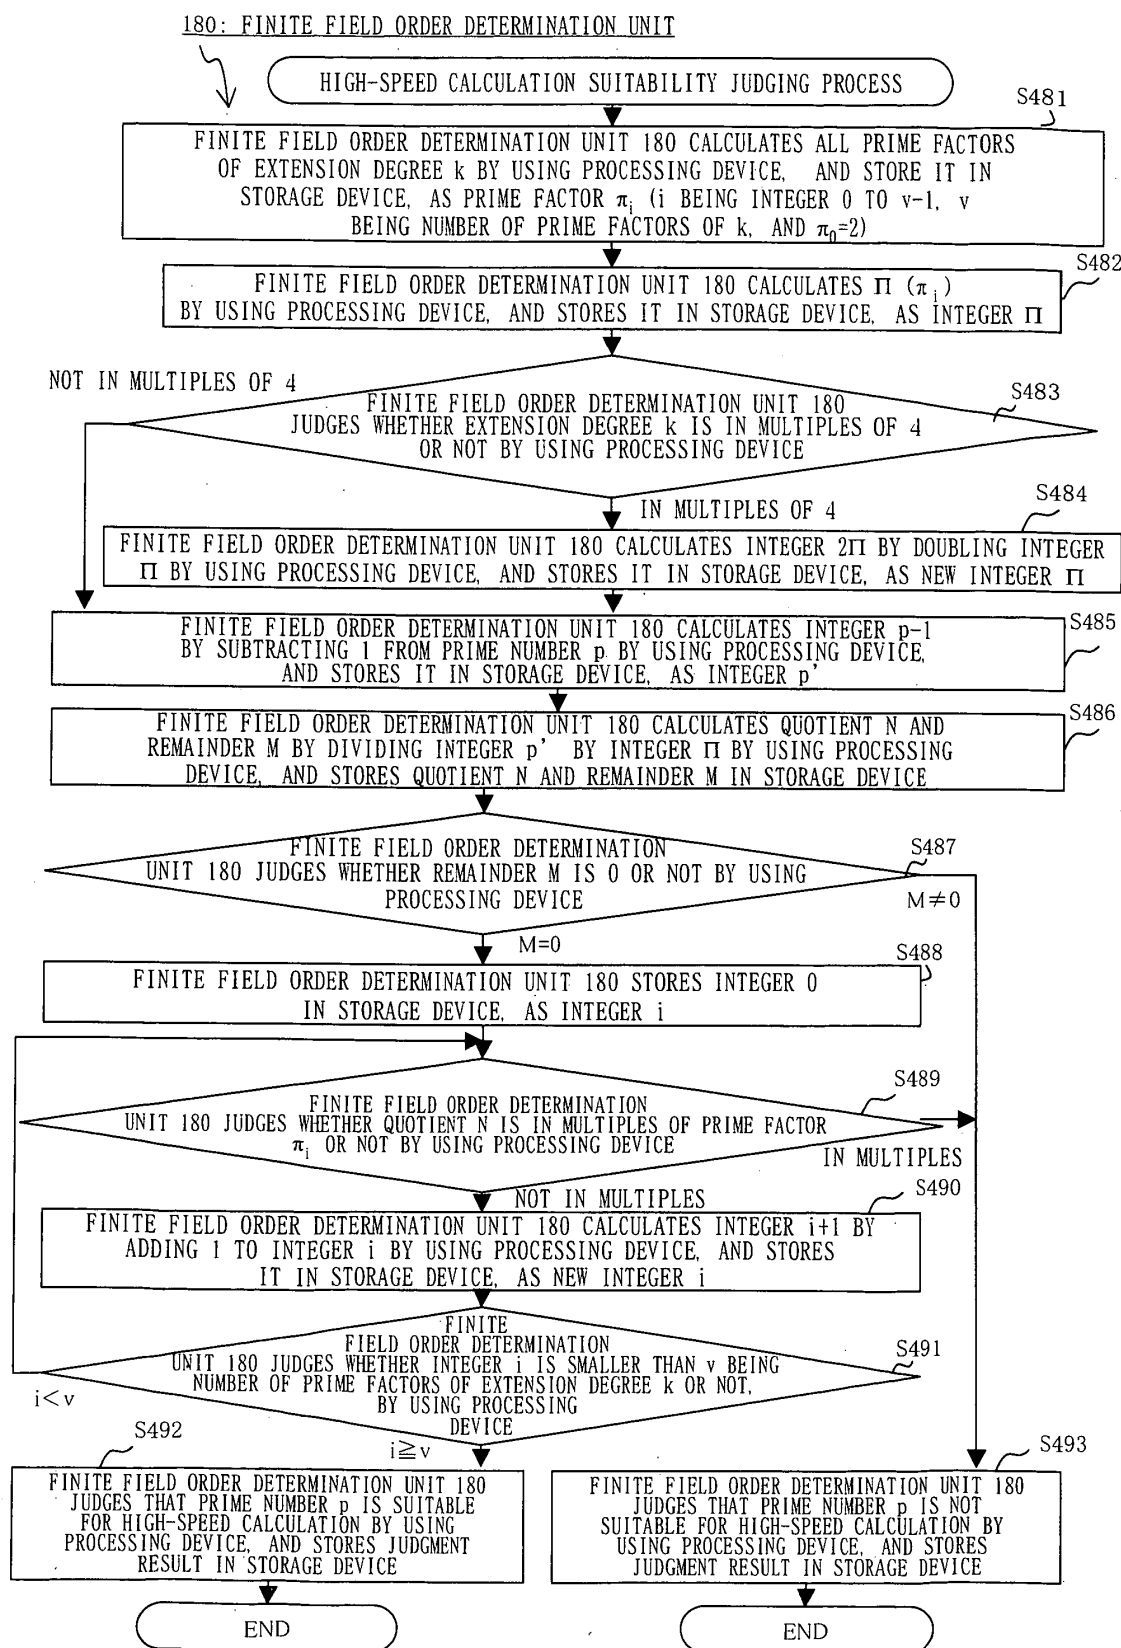 180: FINITE FIELD ORDER DETERMINATION UNIT
HIGH-SPEED CALCULATION SUITABILITY JUDGING PROCESS
S481
FINITE FIELD ORDER DETERMINATION UNIT 180 CALCULATES ALL PRIME FACTORS
OF EXTENSION DEGREE k BY USING PROCESSING DEVICE, AND STORE IT IN
STORAGE DEVICE, AS PRIME FACTOR πi (i BEING INTEGER 0 TO v-1, v
BEING NUMBER OF PRIME FACTORS OF k, AND π0=2)
S482
FINITE FIELD ORDER DETERMINATION UNIT 180 CALCULATES Π (πi)
BY USING PROCESSING DEVICE, AND STORES IT IN STORAGE DEVICE, AS INTEGER Π
NOT IN MULTIPLES OF 4
S483
FINITE FIELD ORDER DETERMINATION UNIT 180
JUDGES WHETHER EXTENSION DEGREE k IS IN MULTIPLES OF 4
OR NOT BY USING PROCESSING DEVICE
IN MULTIPLES OF 4
S484
FINITE FIELD ORDER DETERMINATION UNIT 180 CALCULATES INTEGER 2Π BY DOUBLING INTEGER
Π BY USING PROCESSING DEVICE, AND STORES IT IN STORAGE DEVICE, AS NEW INTEGER Π
S485
FINITE FIELD ORDER DETERMINATION UNIT 180 CALCULATES INTEGER p-1
BY SUBTRACTING 1 FROM PRIME NUMBER p BY USING PROCESSING DEVICE,
AND STORES IT IN STORAGE DEVICE, AS INTEGER p'
S486
FINITE FIELD ORDER DETERMINATION UNIT 180 CALCULATES QUOTIENT N AND
REMAINDER M BY DIVIDING INTEGER p' BY INTEGER Π BY USING PROCESSING
DEVICE, AND STORES QUOTIENT N AND REMAINDER M IN STORAGE DEVICE
S487
FINITE FIELD ORDER DETERMINATION
UNIT 180 JUDGES WHETHER REMAINDER M IS 0 OR NOT BY USING
PROCESSING DEVICE
M≠0
M=0
S488
FINITE FIELD ORDER DETERMINATION UNIT 180 STORES INTEGER 0
IN STORAGE DEVICE, AS INTEGER i
S489
FINITE FIELD ORDER DETERMINATION
UNIT 180 JUDGES WHETHER QUOTIENT N IS IN MULTIPLES OF PRIME FACTOR
πi OR NOT BY USING PROCESSING DEVICE
IN MULTIPLES
NOT IN MULTIPLES
S490
FINITE FIELD ORDER DETERMINATION UNIT 180 CALCULATES INTEGER i+1 BY
ADDING 1 TO INTEGER i BY USING PROCESSING DEVICE, AND STORES
IT IN STORAGE DEVICE, AS NEW INTEGER i
S491
FINITE
FIELD ORDER DETERMINATION
UNIT 180 JUDGES WHETHER INTEGER i IS SMALLER THAN v BEING
NUMBER OF PRIME FACTORS OF EXTENSION DEGREE k OR NOT,
BY USING PROCESSING
DEVICE
i<v
i≧v
S492
FINITE FIELD ORDER DETERMINATION UNIT 180
JUDGES THAT PRIME NUMBER p IS SUITABLE
FOR HIGH-SPEED CALCULATION BY USING
PROCESSING DEVICE, AND STORES JUDGMENT
RESULT IN STORAGE DEVICE
S493
FINITE FIELD ORDER DETERMINATION UNIT 180
JUDGES THAT PRIME NUMBER p IS NOT
SUITABLE FOR HIGH-SPEED CALCULATION BY
USING PROCESSING DEVICE, AND STORES
JUDGMENT RESULT IN STORAGE DEVICE
END
END